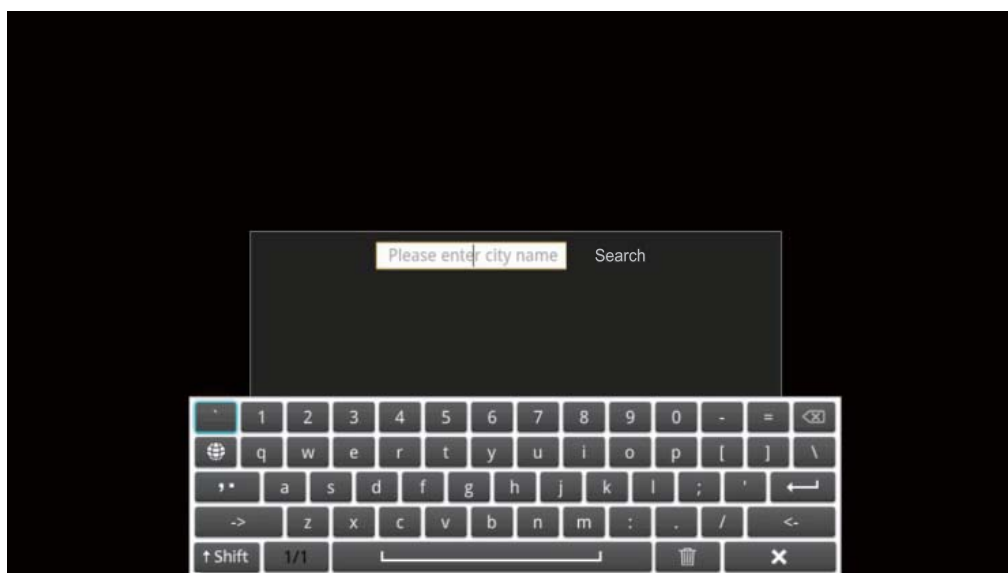 Please enter city name Search
` 1 2 3 4 5 6 7 8 9 0 - =
q w e r t y u i o p [ ] \
, . a s d f g h j k l ; '
-> z x c v b n m : . / <-
↑ Shift 1/1